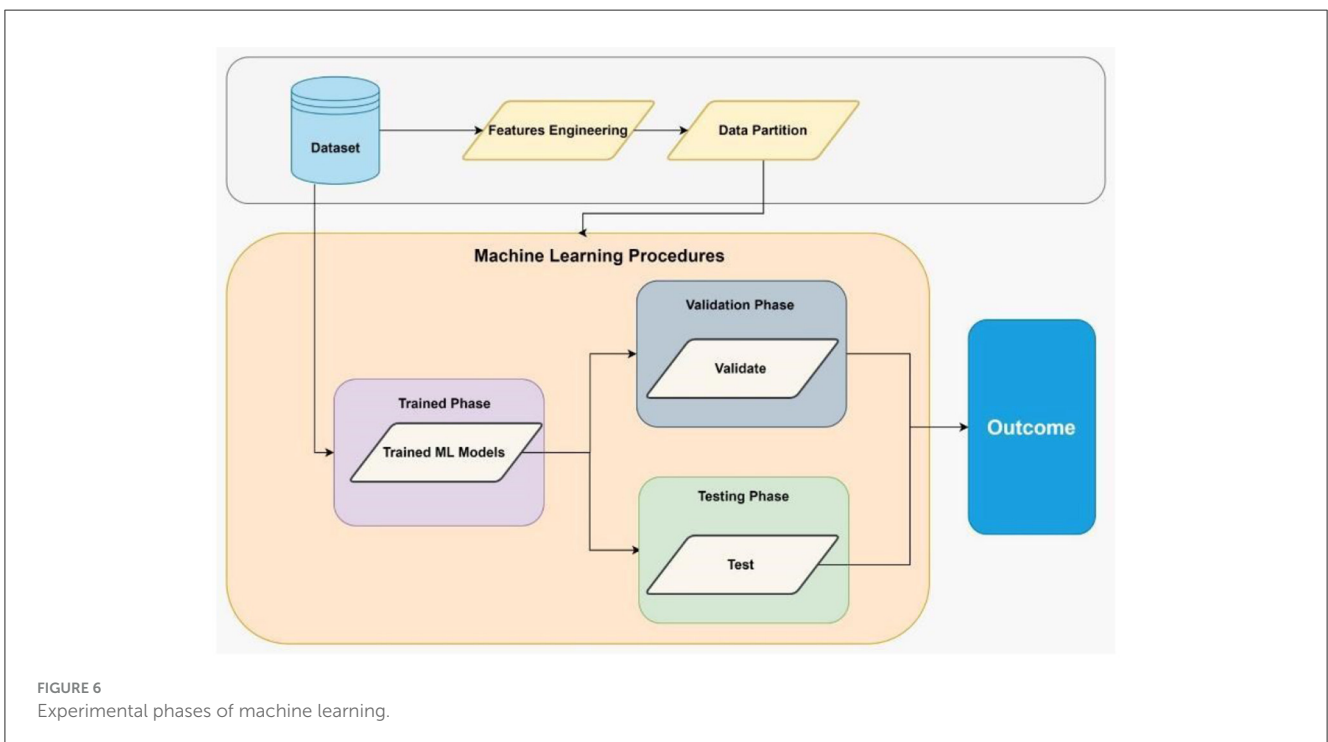 Dataset
Features Engineering
Data Partition
Machine Learning Procedures
Validation Phase
Validate
Trained Phase
Trained ML Models
Outcome
Testing Phase
Test
FIGURE 6
Experimental phases of machine learning.